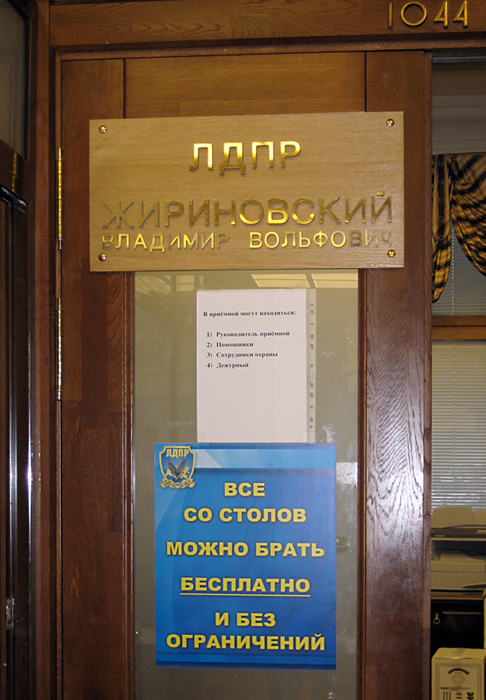 1044
ЛДПР
ЖИРИНОВСКИЙ
ВЛАДИМИР ВОЛЬФОВИЧ
В приёмной могут находиться:
1) Руководитель приёмной
2) Помощники
3) Сотрудники охраны
4) Дежурный
ЛДПР
ВСЕ
СО СТОЛОВ
МОЖНО БРАТЬ
БЕСПЛАТНО
И БЕЗ
ОГРАНИЧЕНИЙ